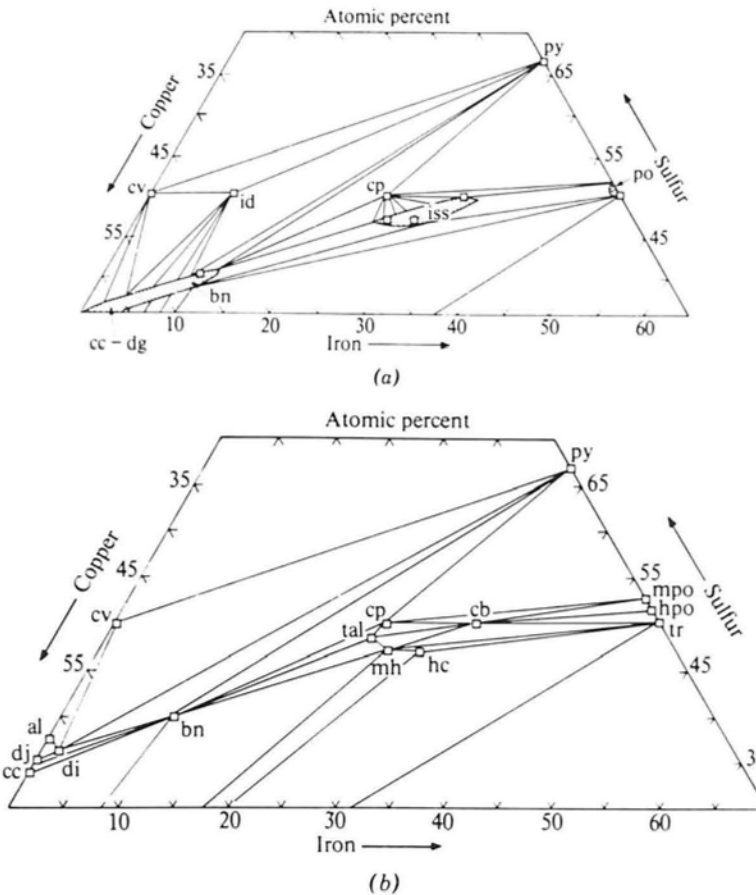 Atomic percent
py
35
65
Copper
45
55
Sulfur
cv
id
cp
po
iss
55
45
bn
10
20
30
40
50
60
cc – dg
Iron
(a)
Atomic percent
py
35
65
Copper
45
55
Sulfur
mpo
cv
cp
cb
hpo
tal
tr
55
mh
hc
45
al
bn
dj
di
cc
10
20
30
40
50
60
Iron
(b)